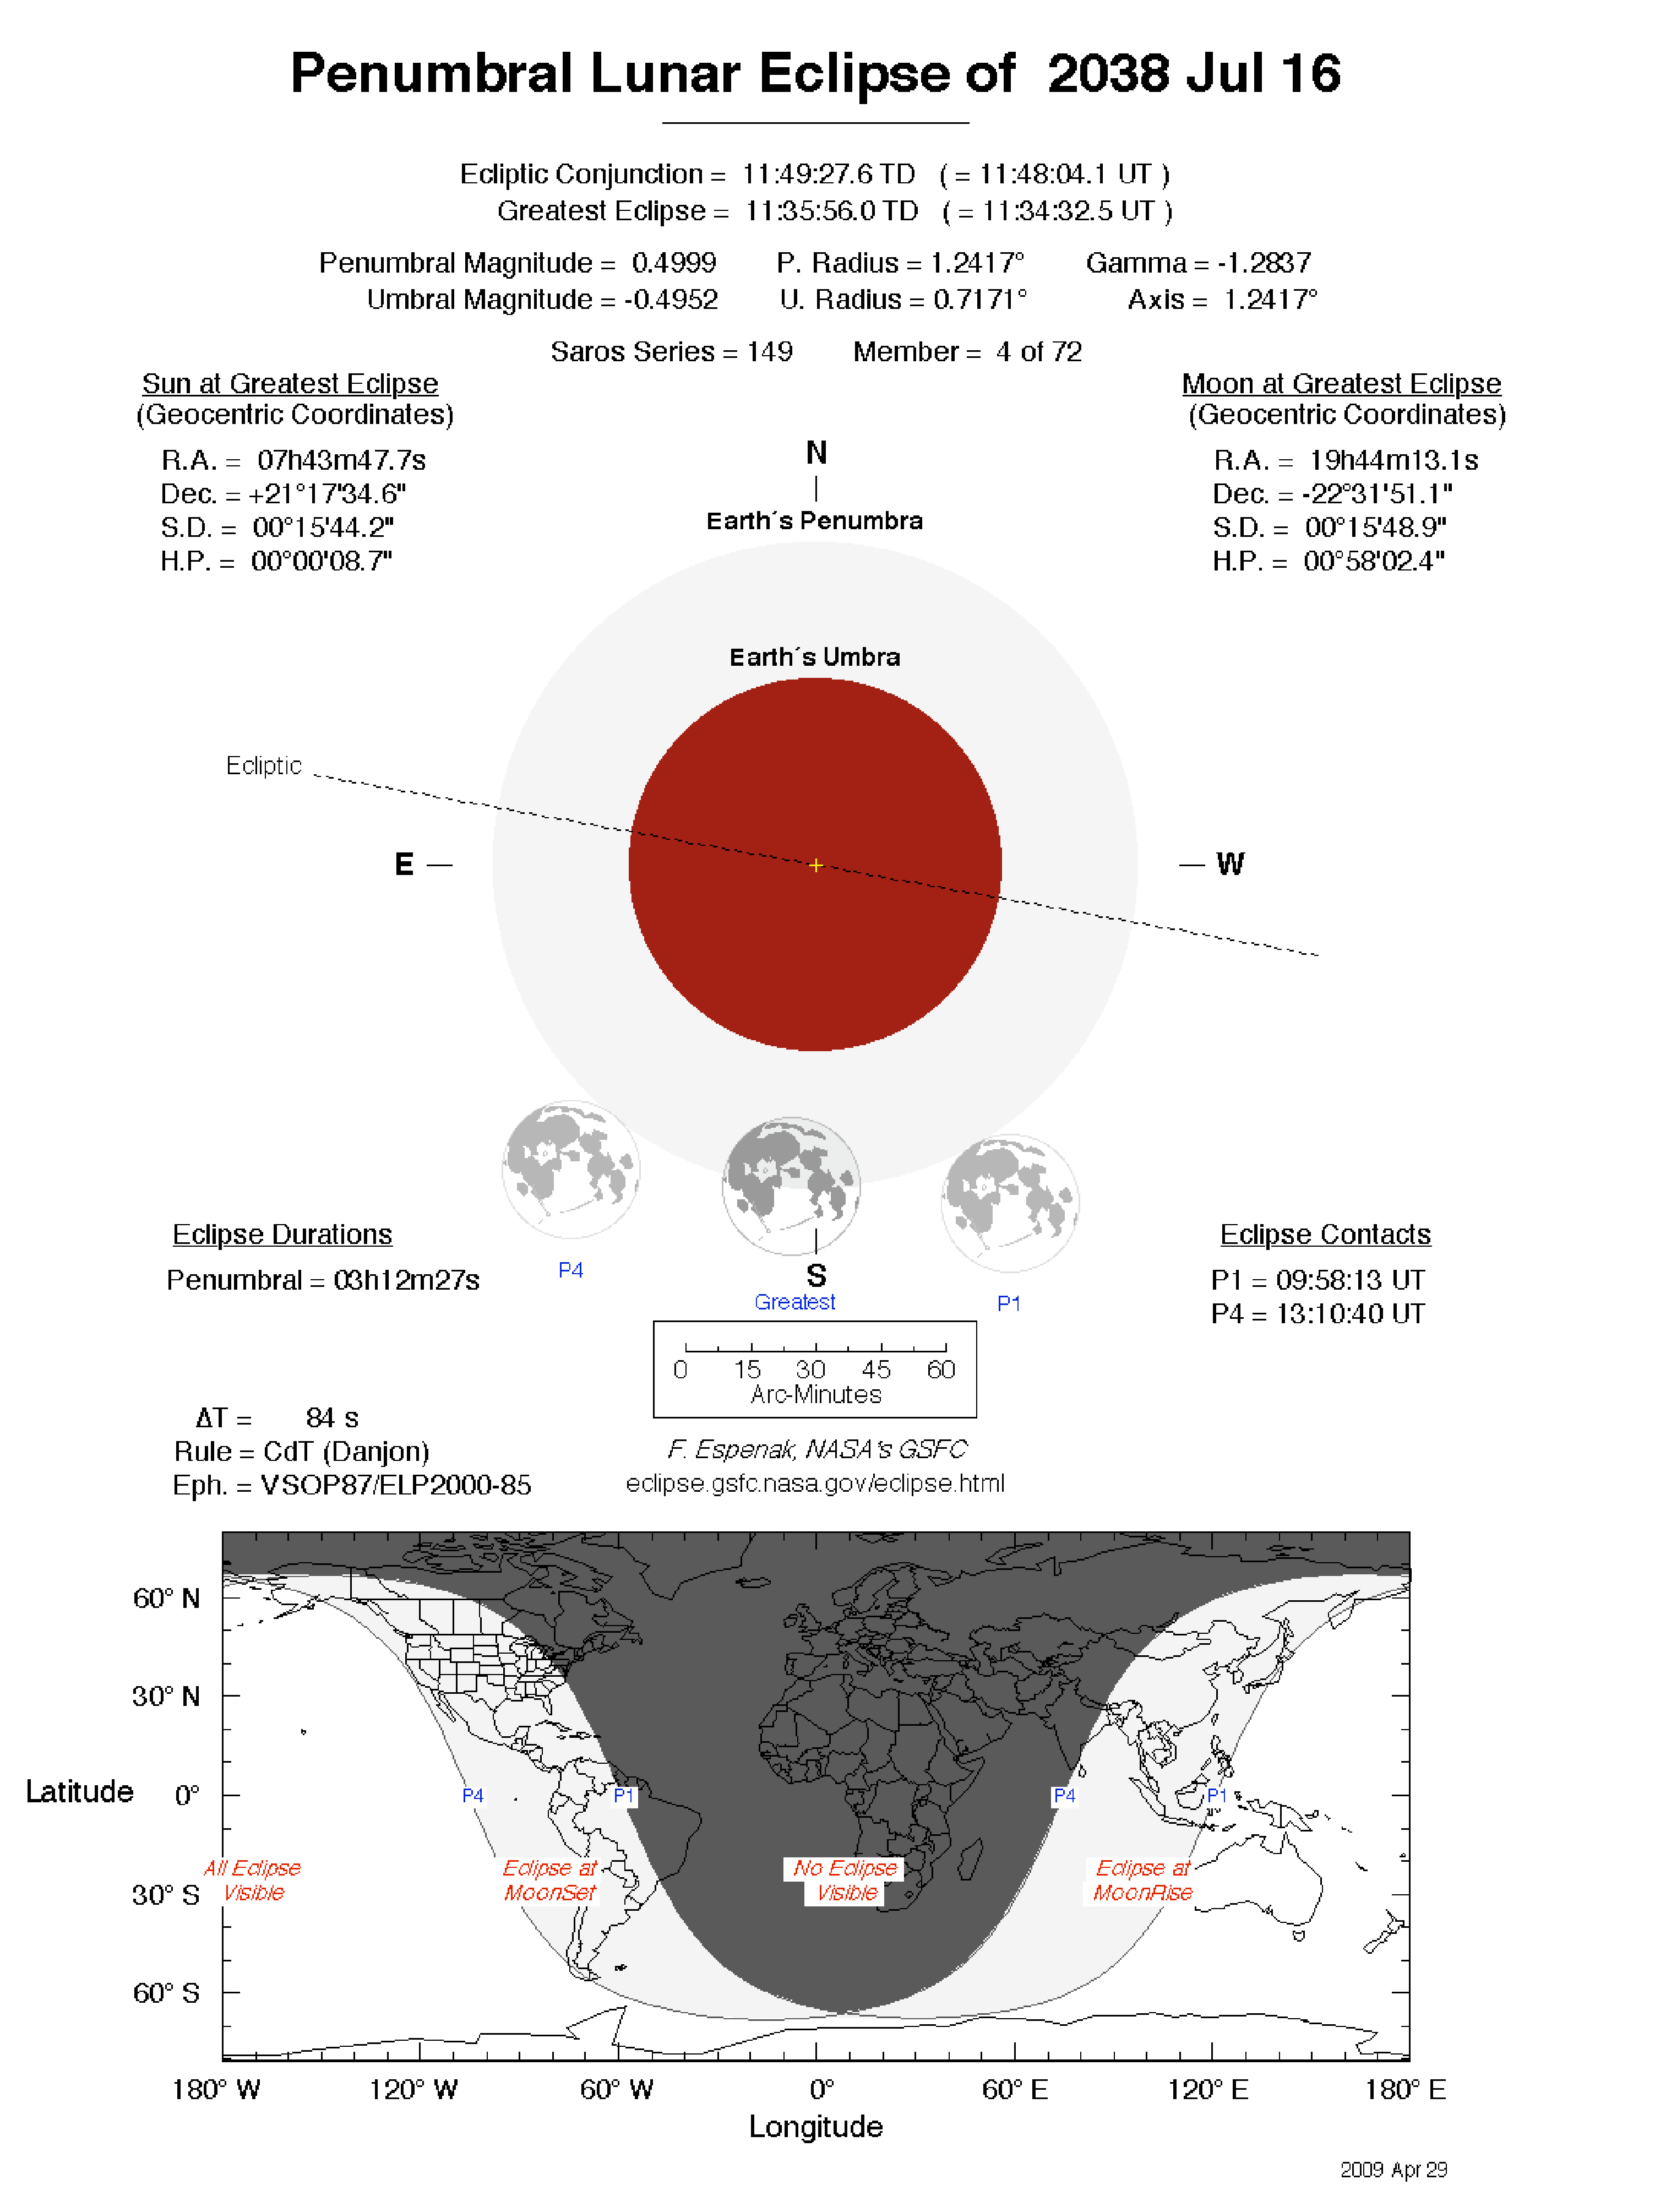 Penumbral Lunar Eclipse of 2038 Jul 16
Ecliptic Conjunction = 11:49:27.6 TD ( = 11:48:04.1 UT )
Greatest Eclipse = 11:35:56.0 TD ( = 11:34:32.5 UT )
Penumbral Magnitude = 0.4999 P. Radius = 1.2417° Gamma = -1.2837
Umbral Magnitude = -0.4952 U. Radius = 0.7171° Axis = 1.2417°
Saros Series = 149 Member = 4 of 72
Sun at Greatest Eclipse
(Geocentric Coordinates)
R.A. = 07h43m47.7s
Dec. = +21°17'34.6"
S.D. = 00°15'44.2"
H.P. = 00°00'08.7"
Moon at Greatest Eclipse
(Geocentric Coordinates)
R.A. = 19h44m13.1s
Dec. = -22°31'51.1"
S.D. = 00°15'48.9"
H.P. = 00°58'02.4"
N
Earth´s Penumbra
Earth´s Umbra
Ecliptic
E
W
P4
S
Greatest
P1
Eclipse Durations
Penumbral = 03h12m27s
Eclipse Contacts
P1 = 09:58:13 UT
P4 = 13:10:40 UT
0 15 30 45 60
Arc-Minutes
ΔT = 84 s
Rule = CdT (Danjon)
Eph. = VSOP87/ELP2000-85
F. Espenak, NASA's GSFC
eclipse.gsfc.nasa.gov/eclipse.html
60° N
30° N
Latitude 0°
30° S
60° S
P4 P1 P4 P1
All Eclipse
Visible
Eclipse at
MoonSet
No Eclipse
Visible
Eclipse at
MoonRise
180° W 120° W 60° W 0° 60° E 120° E 180° E
Longitude
2009 Apr 29